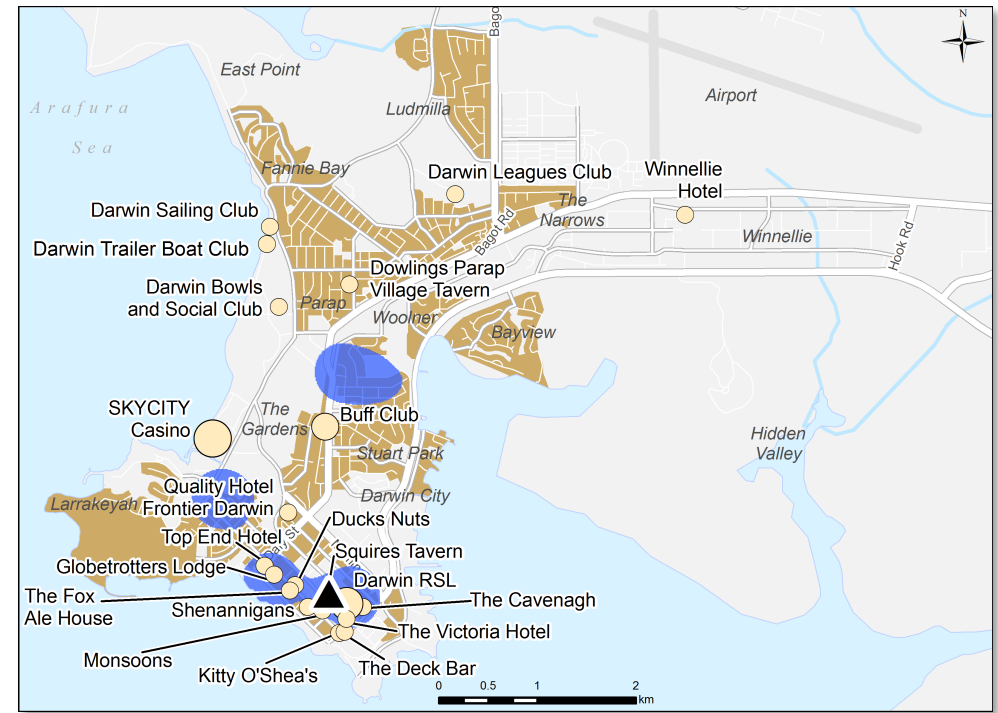 Bago
N
East Point
Airport
Arafura
Sea
Ludmilla
Fannie Bay
Darwin Leagues Club
Winnellie
Hotel
The
Narrows
Darwin Sailing Club
Bagot Rd
Winnellie
Hook Rd
Darwin Trailer Boat Club
Dowlings Parap
Village Tavern
Darwin Bowls
and Social Club
Parap
Woolner
Bayview
SKYCITY
Casino
The
Gardens
Buff Club
Hidden
Valley
Stuart Park
Quality Hotel
Frontier Darwin
Larrakeyah
Darwin City
Ducks Nuts
Top End Hotel
ay St
Squires Tavern
Globetrotters Lodge
Darwin RSL
The Fox
Ale House
Shenannigans
The Cavenagh
The Victoria Hotel
Monsoons
Kitty O'Shea's
The Deck Bar
0 0.5 1 2
km